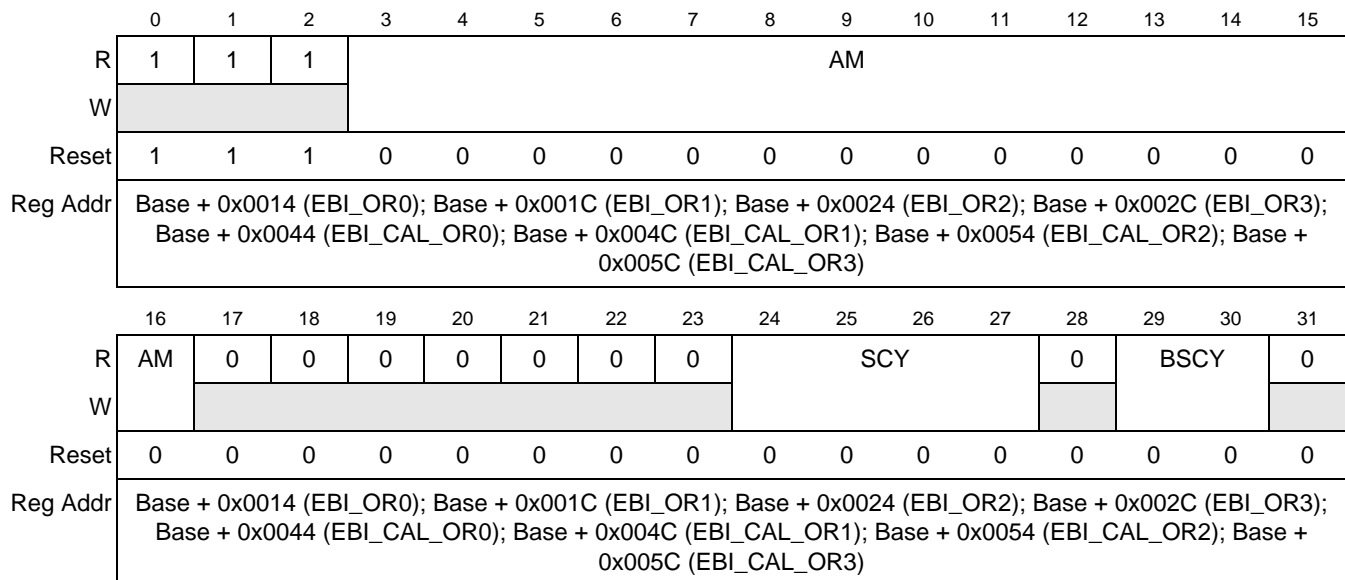 0 1 2 3 4 5 6 7 8 9 10 11 12 13 14 15
R 1 1 1 AM
W
Reset 1 1 1 0 0 0 0 0 0 0 0 0 0 0 0 0
Reg Addr Base + 0x0014 (EBI_OR0); Base + 0x001C (EBI_OR1); Base + 0x0024 (EBI_OR2); Base + 0x002C (EBI_OR3);
Base + 0x0044 (EBI_CAL_OR0); Base + 0x004C (EBI_CAL_OR1); Base + 0x0054 (EBI_CAL_OR2); Base +
0x005C (EBI_CAL_OR3)
16 17 18 19 20 21 22 23 24 25 26 27 28 29 30 31
R AM 0 0 0 0 0 0 0 SCY 0 BSCY 0
W
Reset 0 0 0 0 0 0 0 0 0 0 0 0 0 0 0 0
Reg Addr Base + 0x0014 (EBI_OR0); Base + 0x001C (EBI_OR1); Base + 0x0024 (EBI_OR2); Base + 0x002C (EBI_OR3);
Base + 0x0044 (EBI_CAL_OR0); Base + 0x004C (EBI_CAL_OR1); Base + 0x0054 (EBI_CAL_OR2); Base +
0x005C (EBI_CAL_OR3)